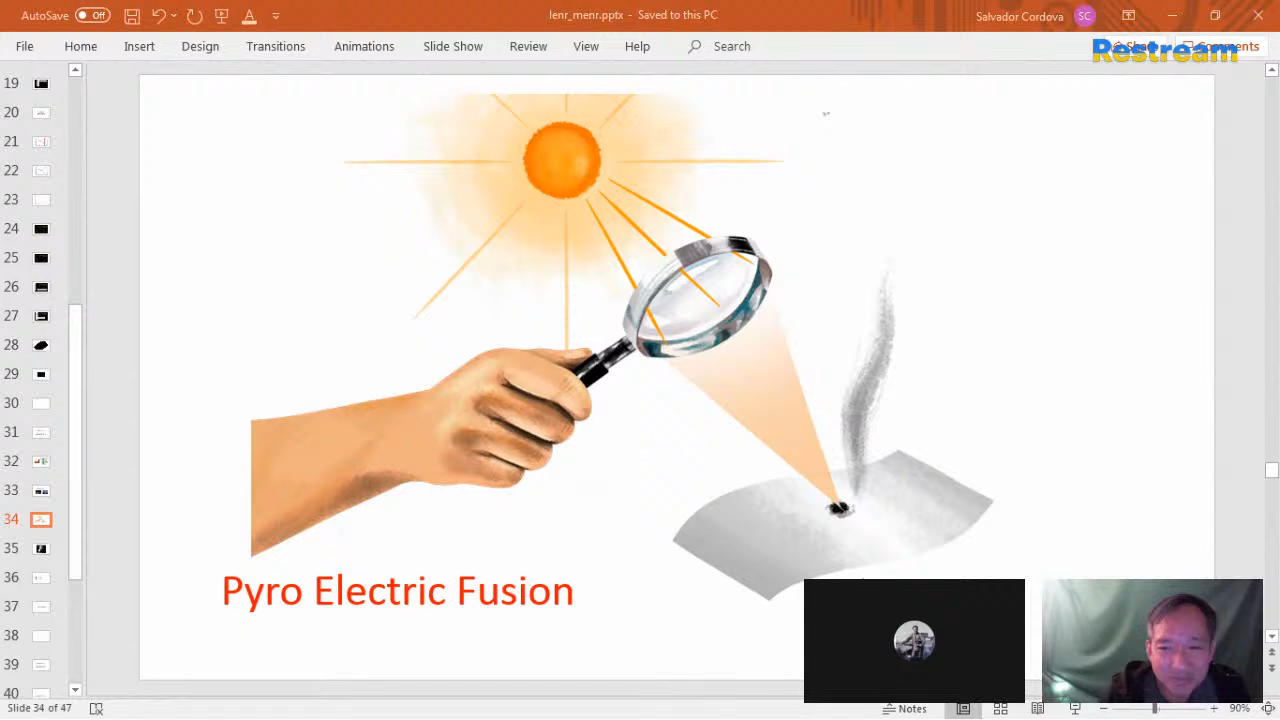 AutoSave Off
lenr_menr.pptx - Saved to this PC
Salvador Cordova SC
File Home Insert Design Transitions Animations Slide Show Review View Help Search
Share Comments
Restream
19
20
21
22
23
24
25
26
27
28
29
30
31
32
33
34
35
36
37
38
39
40
Pyro Electric Fusion
Slide 34 of 47
Notes
90%